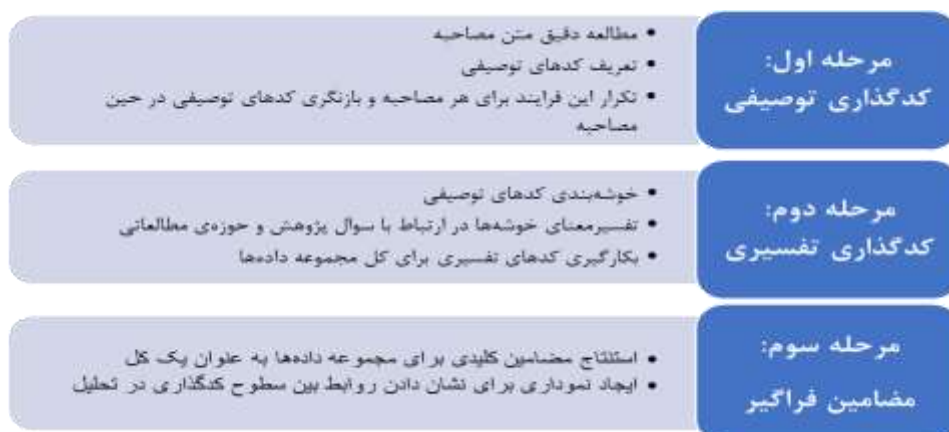 مرحله اول:
کدگذاری توصیفی
• مطالعه دقیق متن مصاحبه
• تعریف کدهای توصیفی
• تکرار این فرایند برای هر مصاحبه و بازنگری کدهای توصیفی در حین
مصاحبه
مرحله دوم:
کدگذاری تفسیری
• خوشه‌بندی کدهای توصیفی
• تفسیرمعنای خوشه‌ها در ارتباط با سوال پژوهش و حوزه‌ی مطالعاتی
• بکارگیری کدهای تفسیری برای کل مجموعه داده‌ها
مرحله سوم:
مضامین فراگیر
• استنتاج مضامین کلیدی برای مجموعه داده‌ها به عنوان یک کل
• ایجاد نموداری برای نشان دادن روابط بین سطوح کدگذاری در تحلیل